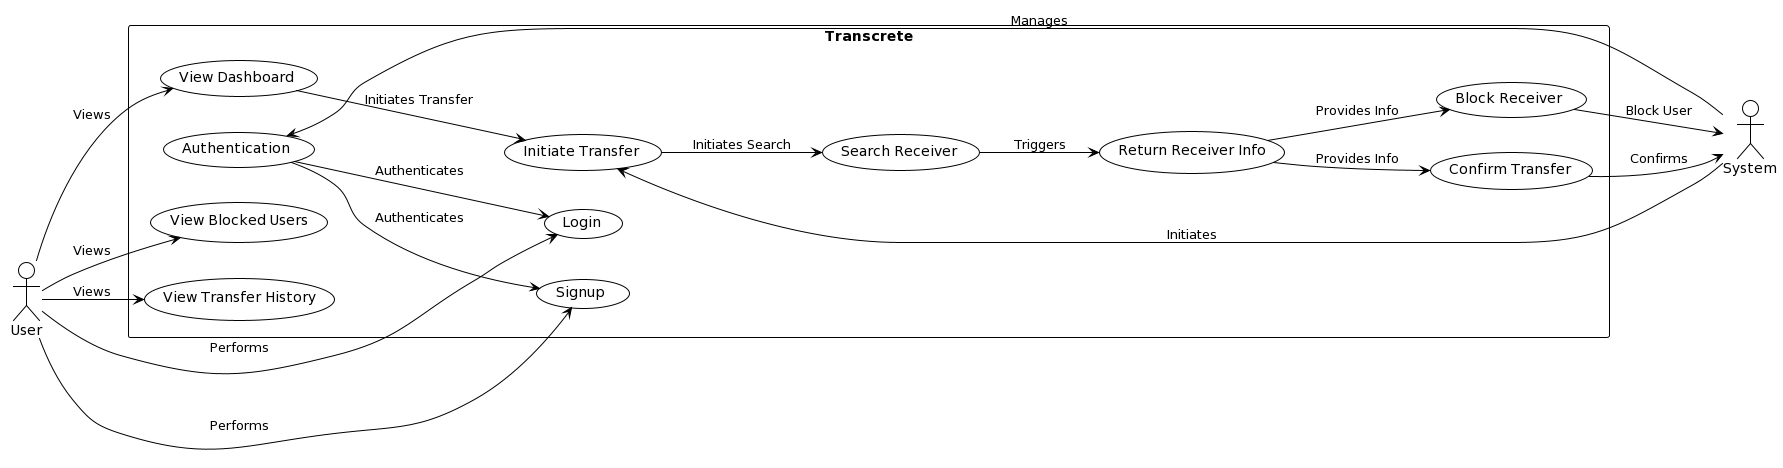 Manages
Transcrete
View Dashboard
Initiates Transfer
Views
Block Receiver
Provides Info
Block User
Authentication
Initiate Transfer
Initiates Search
Search Receiver
Triggers
Return Receiver Info
Provides Info
Confirm Transfer
Confirms
System
Authenticates
Authenticates
View Blocked Users
Login
Initiates
Views
Views
View Transfer History
Signup
User
Performs
Performs